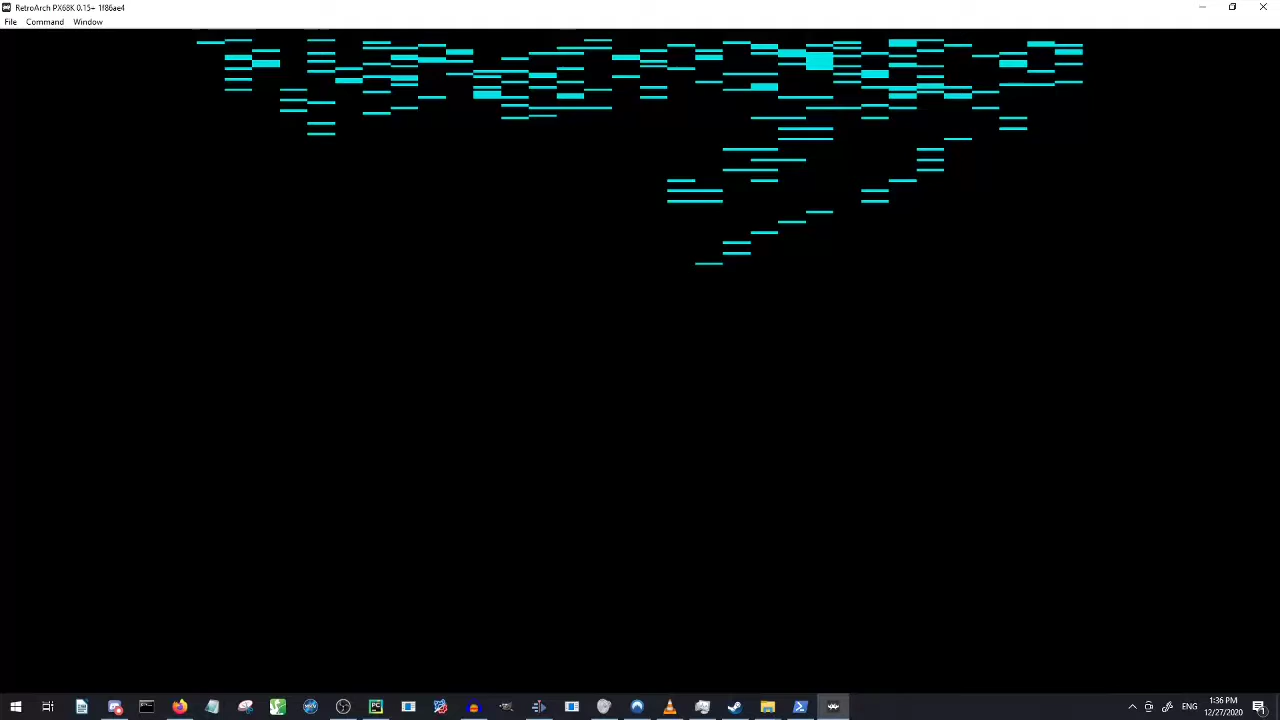 RetroArch PX68K 0.15+ 1f86ae4
File Command Window
1:36 PM
ENG
12/27/2020